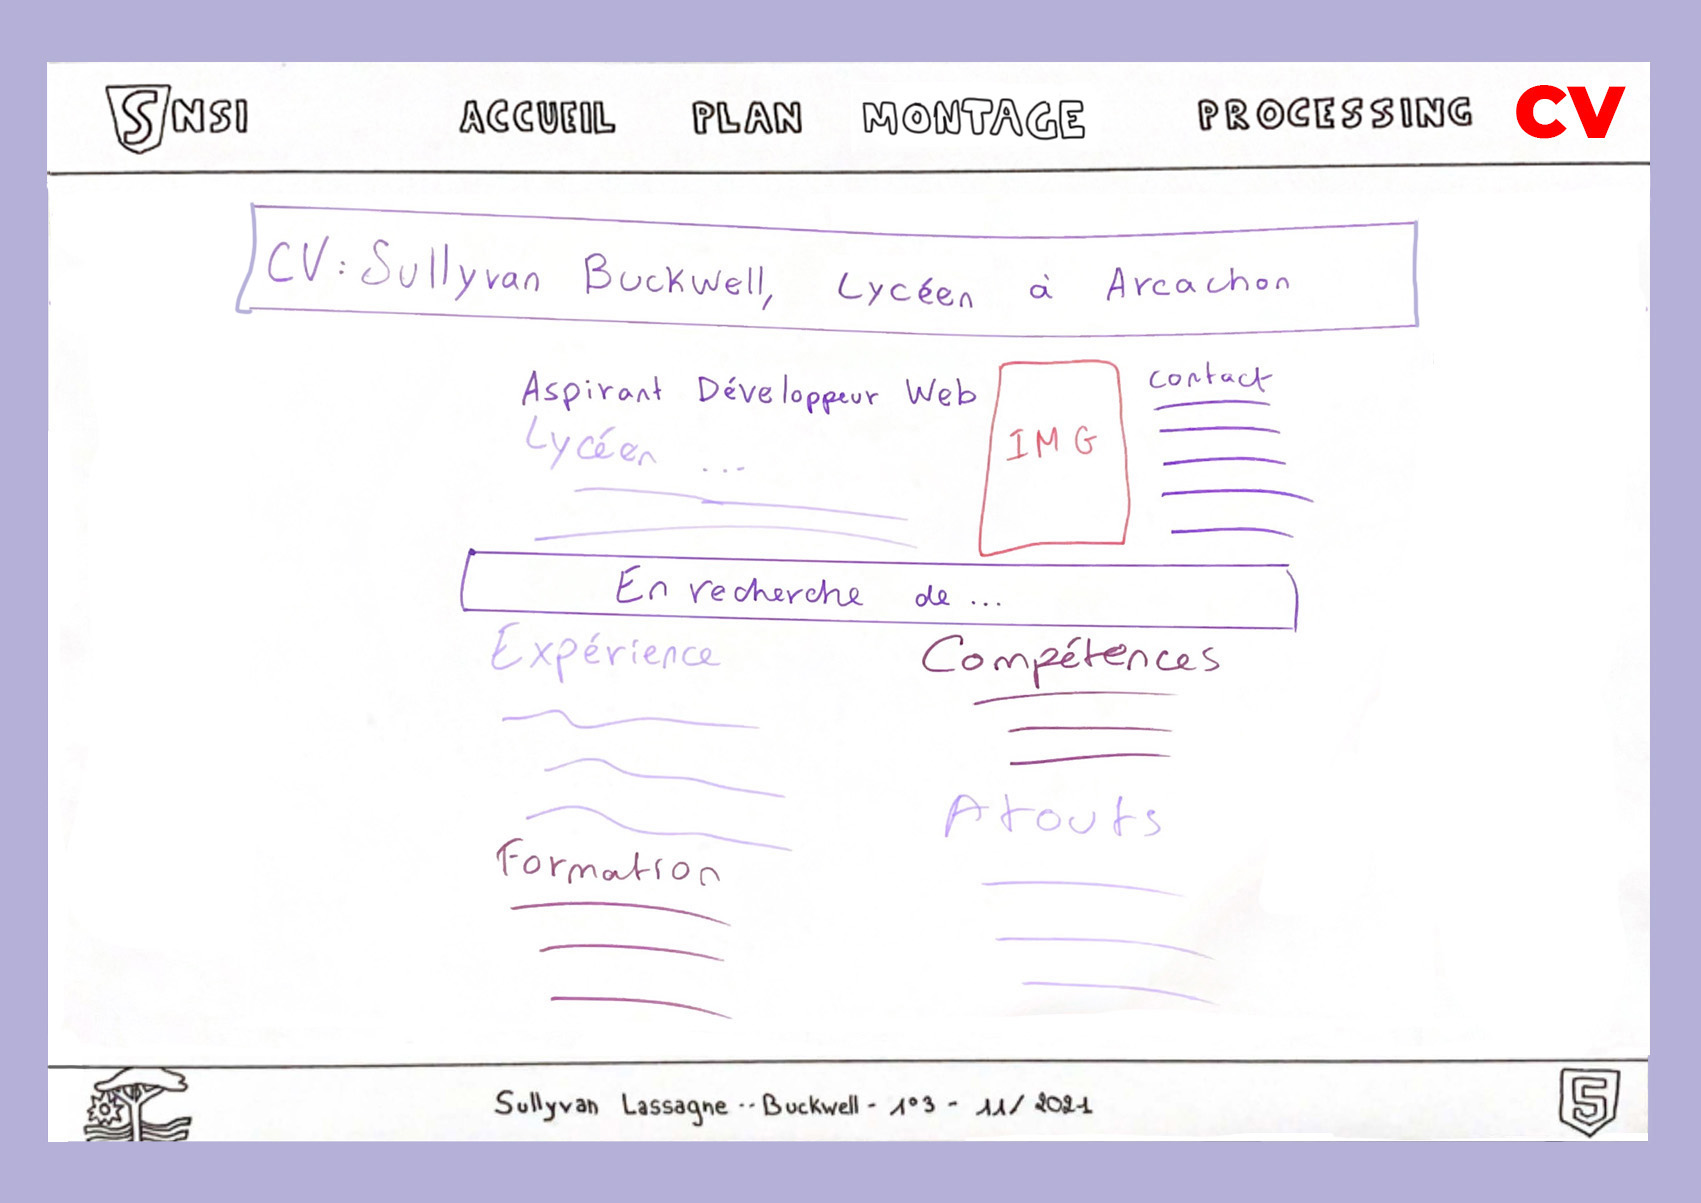 SNSI ACCUEIL PLAN MONTAGE PROCESSING CV
CV: Sullyvan Buckwell, Lycéen à Arcachon
Aspirant Développeur Web
Lycéen ...
IMG
contact
En recherche de ...
Expérience
Compétences
Atouts
Formation
Sullyvan Lassagne--Buckwell - 1°3 - 11/2021
5